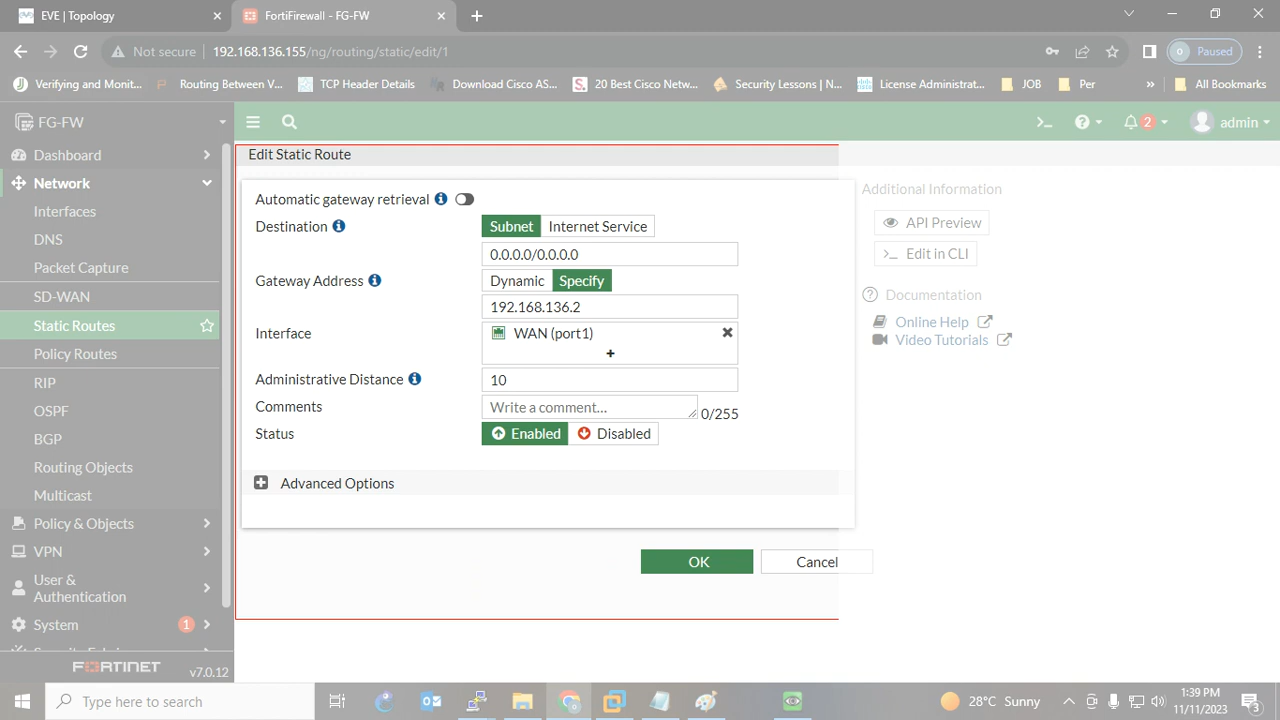 EVE | Topology
FortiFirewall - FG-FW
Not secure
192.168.136.155/ng/routing/static/edit/1
Paused
Verifying and Monit...
Routing Between V...
TCP Header Details
Download Cisco AS...
20 Best Cisco Netw...
Security Lessons | N...
License Administrat...
JOB
Per
»
All Bookmarks
FG-FW
2
admin
Dashboard
Network
Interfaces
DNS
Packet Capture
SD-WAN
Static Routes
Policy Routes
RIP
OSPF
BGP
Routing Objects
Multicast
Policy & Objects
VPN
User &
Authentication
System
1
FORTINET
v7.0.12
Edit Static Route
Automatic gateway retrieval
Destination
Subnet
Internet Service
0.0.0.0/0.0.0.0
Gateway Address
Dynamic
Specify
192.168.136.2
Interface
WAN (port1)
Administrative Distance
10
Comments
Write a comment...
0/255
Status
Enabled
Disabled
Advanced Options
OK
Cancel
Additional Information
API Preview
Edit in CLI
Documentation
Online Help
Video Tutorials
Type here to search
28°C Sunny
1:39 PM
11/11/2023
3